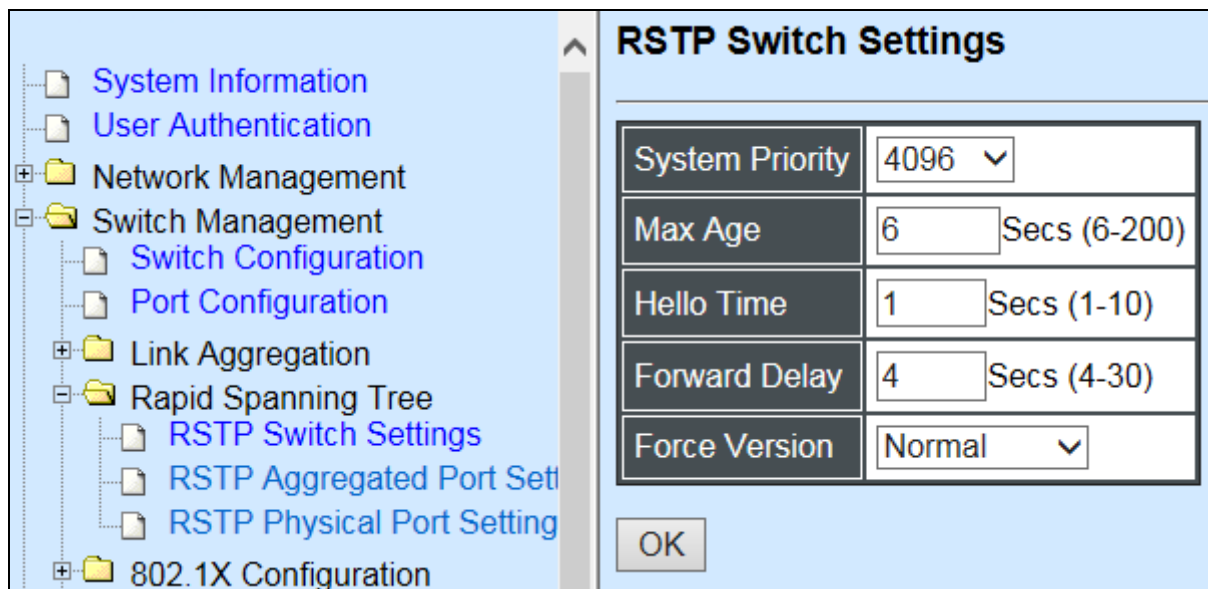 System Information
User Authentication
Network Management
Switch Management
Switch Configuration
Port Configuration
Link Aggregation
Rapid Spanning Tree
RSTP Switch Settings
RSTP Aggregated Port Sett
RSTP Physical Port Setting
802.1X Configuration
RSTP Switch Settings
System Priority 4096
Max Age 6 Secs (6-200)
Hello Time 1 Secs (1-10)
Forward Delay 4 Secs (4-30)
Force Version Normal
OK